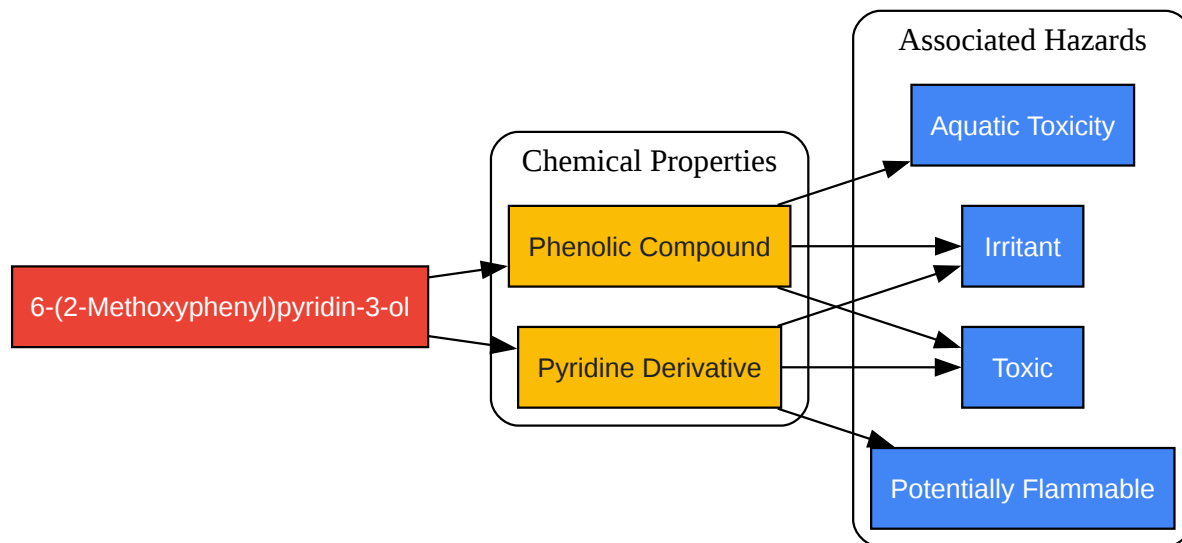 Associated Hazards
Aquatic Toxicity
Chemical Properties
Phenolic Compound
Irritant
6-(2-Methoxyphenyl)pyridin-3-ol
Pyridine Derivative
Toxic
Potentially Flammable